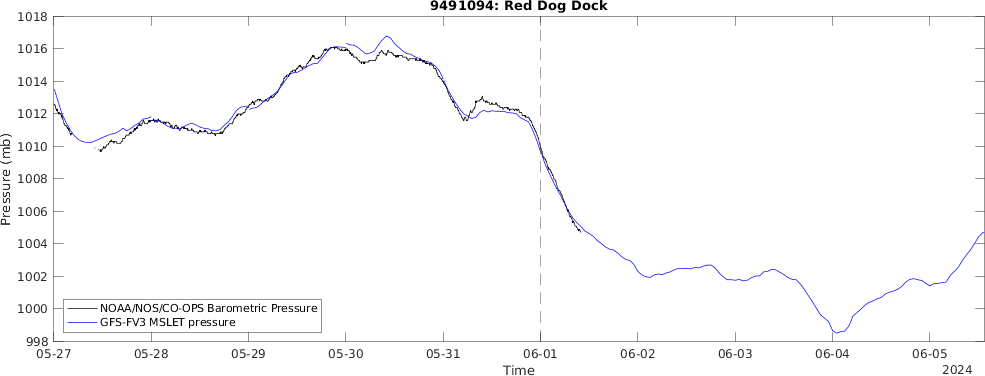 9491094: Red Dog Dock
1018
1016
1014
1012
1010
1008
1006
1004
1002
1000
998
Pressure (mb)
NOAA/NOS/CO-OPS Barometric Pressure
GFS-FV3 MSLET pressure
05-27 05-28 05-29 05-30 05-31 06-01 06-02 06-03 06-04 06-05
Time
2024